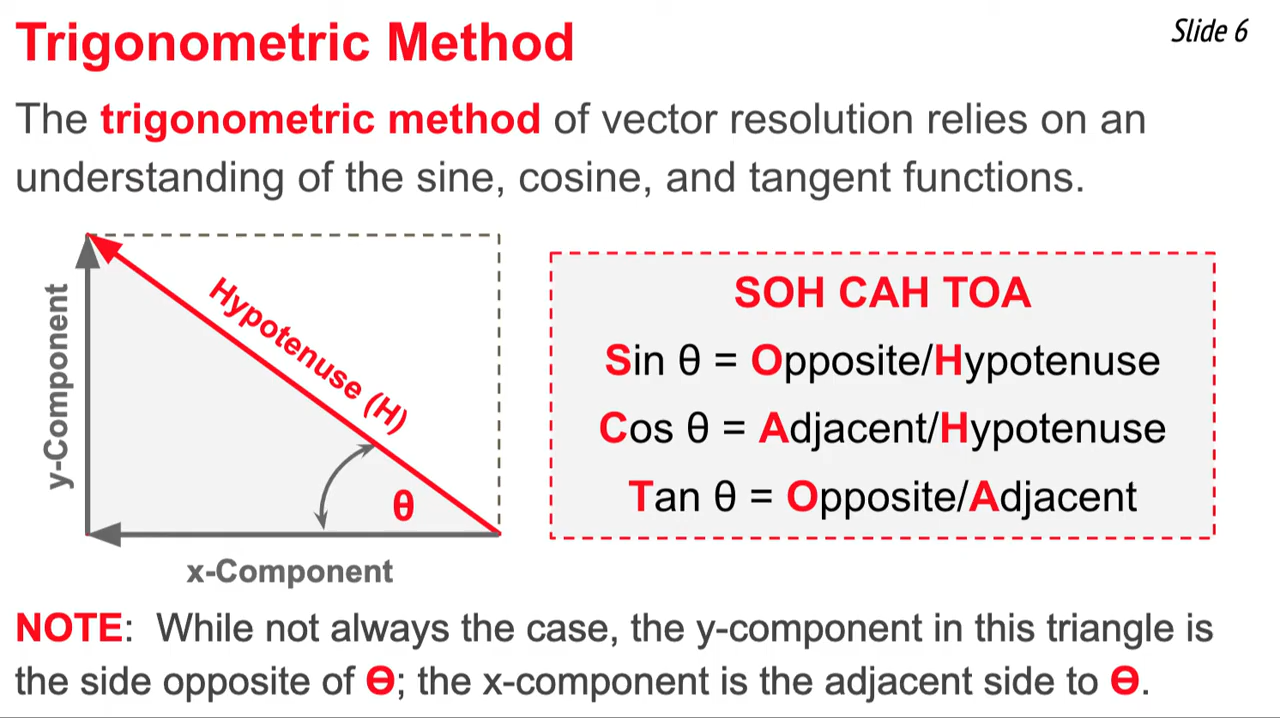 Trigonometric Method
Slide 6
The trigonometric method of vector resolution relies on an
understanding of the sine, cosine, and tangent functions.
y-Component
Hypotenuse (H)
θ
x-Component
SOH CAH TOA
Sin θ = Opposite/Hypotenuse
Cos θ = Adjacent/Hypotenuse
Tan θ = Opposite/Adjacent
NOTE:  While not always the case, the y-component in this triangle is
the side opposite of Ө; the x-component is the adjacent side to Ө.